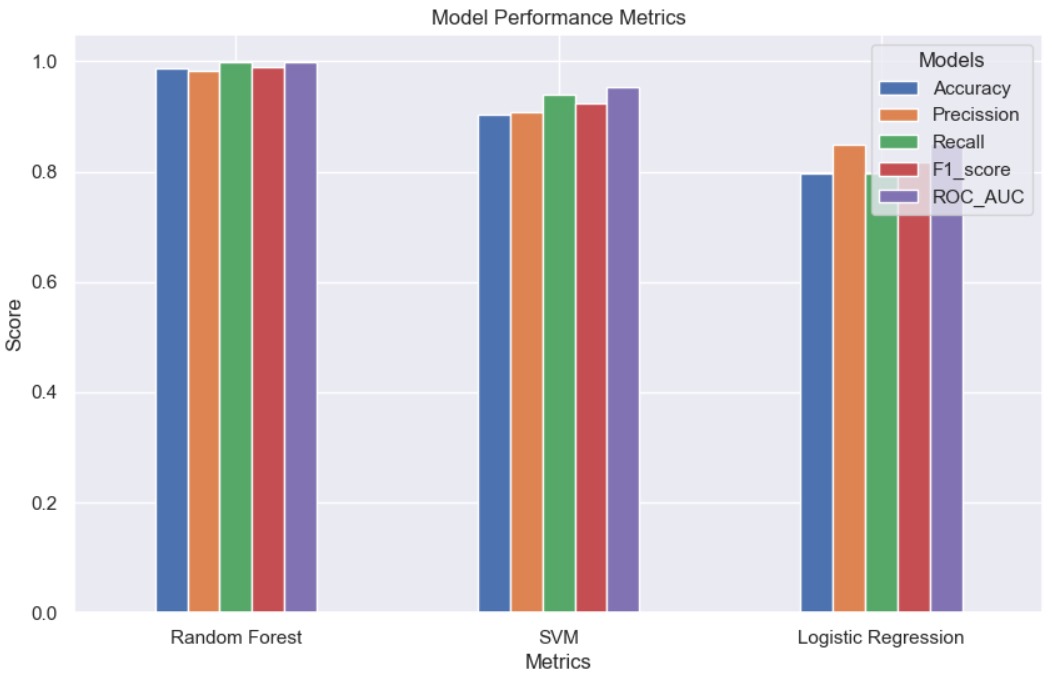 Model Performance Metrics
Models
Accuracy
Precission
Recall
F1_score
ROC_AUC
1.0
0.8
0.6
0.4
0.2
0.0
Score
Random Forest
SVM
Logistic Regression
Metrics